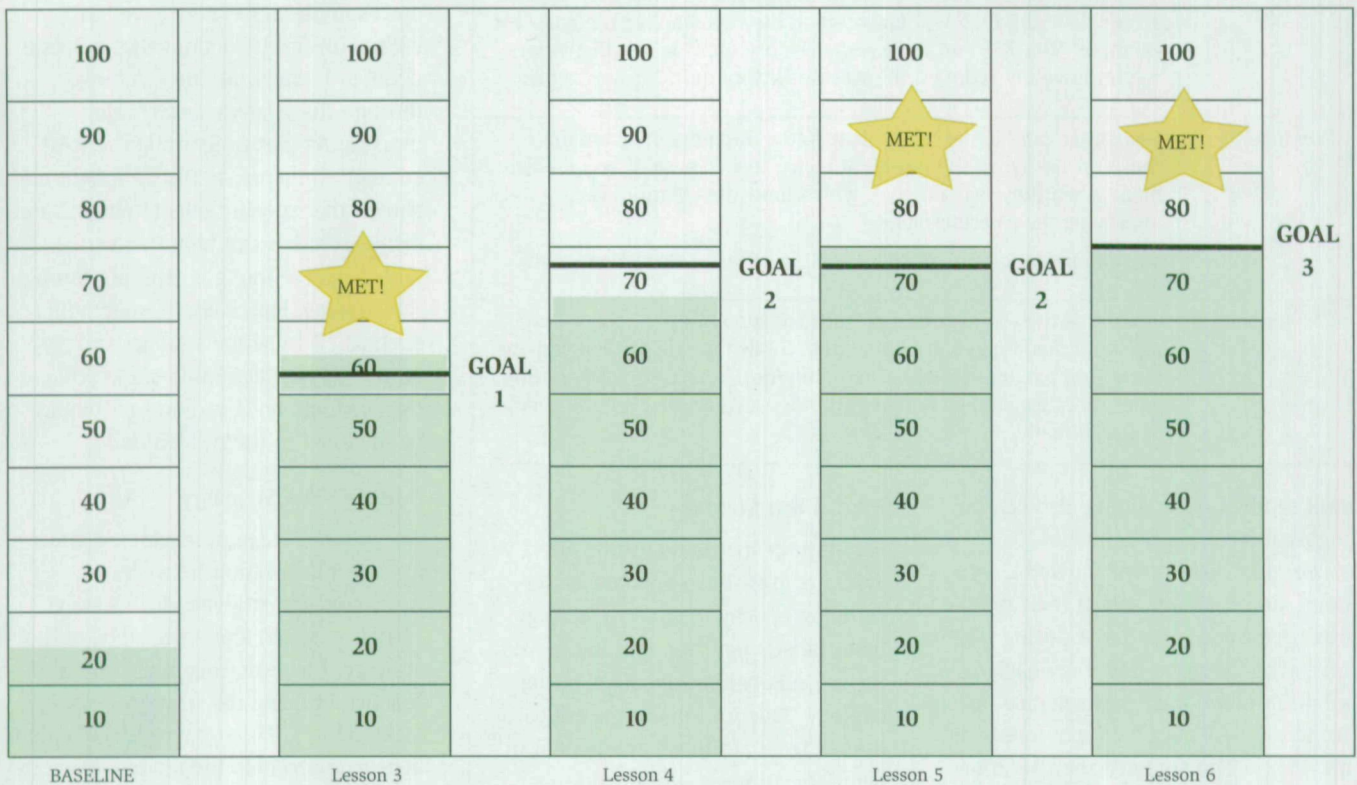 100 100 100 100 100
90 90 90 MET! MET!
80 80 80 80 80
GOAL
3
70 MET! 70 GOAL
2 70 GOAL
2 70
60 60 GOAL
1 60 60 60
50 50 50 50 50
40 40 40 40 40
30 30 30 30 30
20 20 20 20 20
10 10 10 10 10
BASELINE Lesson 3 Lesson 4 Lesson 5 Lesson 6